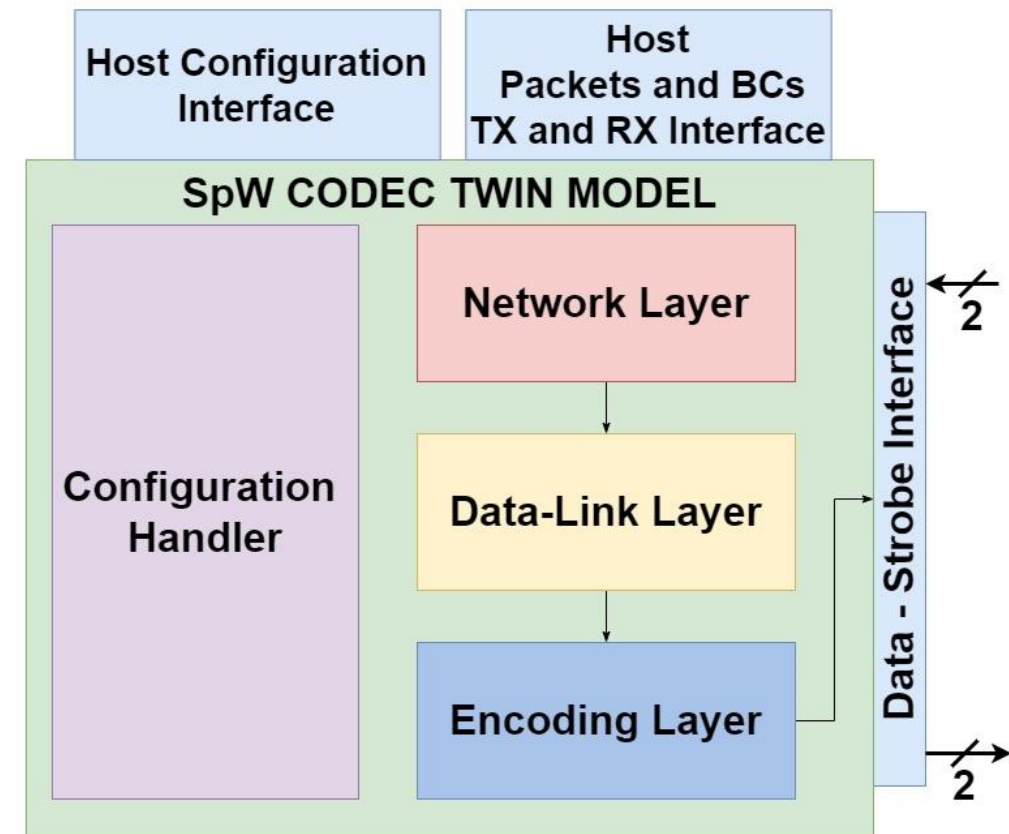 Host Configuration
Interface
Host
Packets and BCs
TX and RX Interface
SpW CODEC TWIN MODEL
Configuration
Handler
Network Layer
Data-Link Layer
Encoding Layer
Data - Strobe Interface
2
2